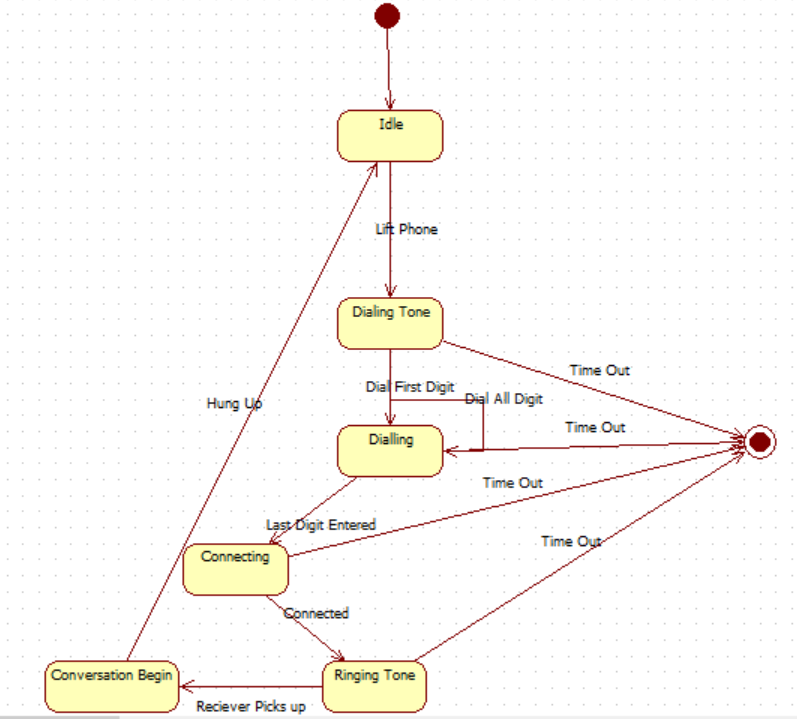 Idle
Lift Phone
Dialing Tone
Time Out
Dial First Digit
Dial All Digit
Hung Up
Time Out
Dialling
Time Out
Last Digit Entered
Time Out
Connecting
Connected
Conversation Begin
Ringing Tone
Reciever Picks up